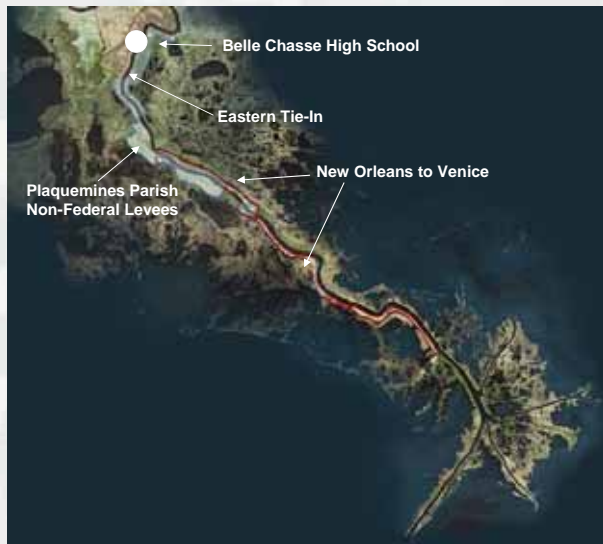 Belle Chasse High School
Eastern Tie-In
New Orleans to Venice
Plaquemines Parish
Non-Federal Levees